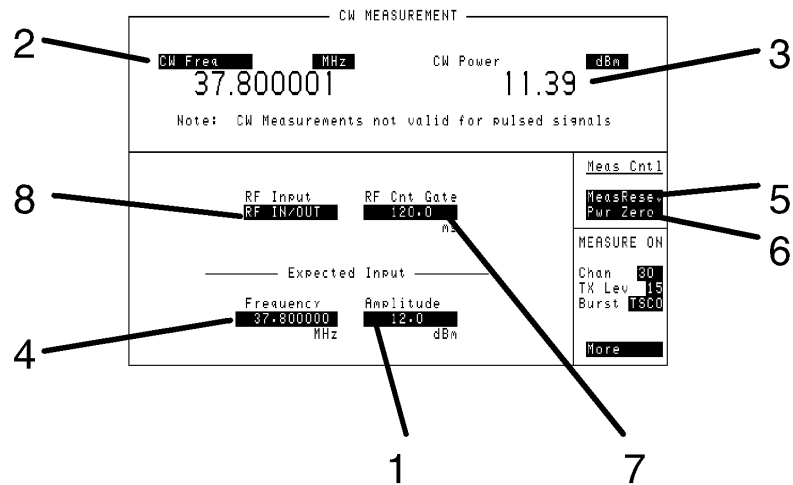 CW MEASUREMENT
2
CW Freq MHz CW Power dBm
3
37.800001 11.39
Note: CW Measurements not valid for pulsed signals
Meas Cntl
8
RF Input RF Cnt Gate
RF IN/OUT 120.0
ms
MeasReset
Pwr Zero
5
6
MEASURE ON
Expected Input
Chan 30
TX Lev 15
Burst TSC0
Frequency Amplitude
37.800000 12.0
MHz dBm
4
More
1
7